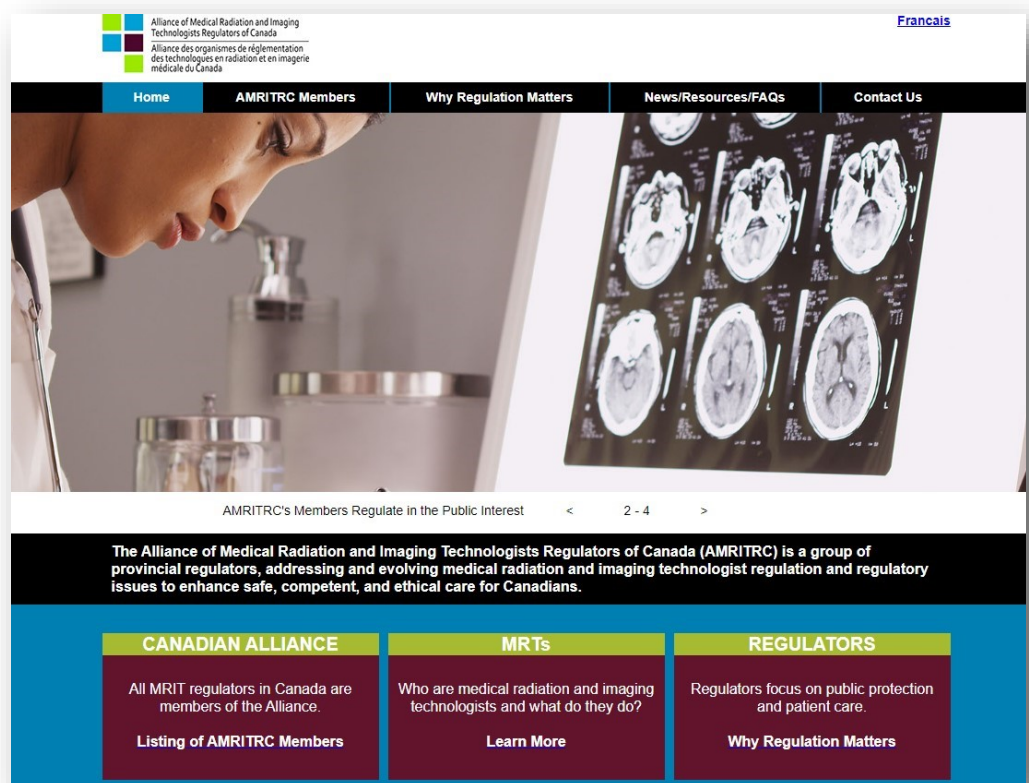 Alliance of Medical Radiation and Imaging
Technologists Regulators of Canada
Alliance des organismes de réglementation
des technologues en radiation et en imagerie
médicale du Canada
Francais
Home
AMRITRC Members
Why Regulation Matters
News/Resources/FAQs
Contact Us
AMRITRC's Members Regulate in the Public Interest < 2 - 4 >
The Alliance of Medical Radiation and Imaging Technologists Regulators of Canada (AMRITRC) is a group of
provincial regulators, addressing and evolving medical radiation and imaging technologist regulation and regulatory
issues to enhance safe, competent, and ethical care for Canadians.
CANADIAN ALLIANCE
All MRIT regulators in Canada are
members of the Alliance.
Listing of AMRITRC Members
MRTs
Who are medical radiation and imaging
technologists and what do they do?
Learn More
REGULATORS
Regulators focus on public protection
and patient care.
Why Regulation Matters